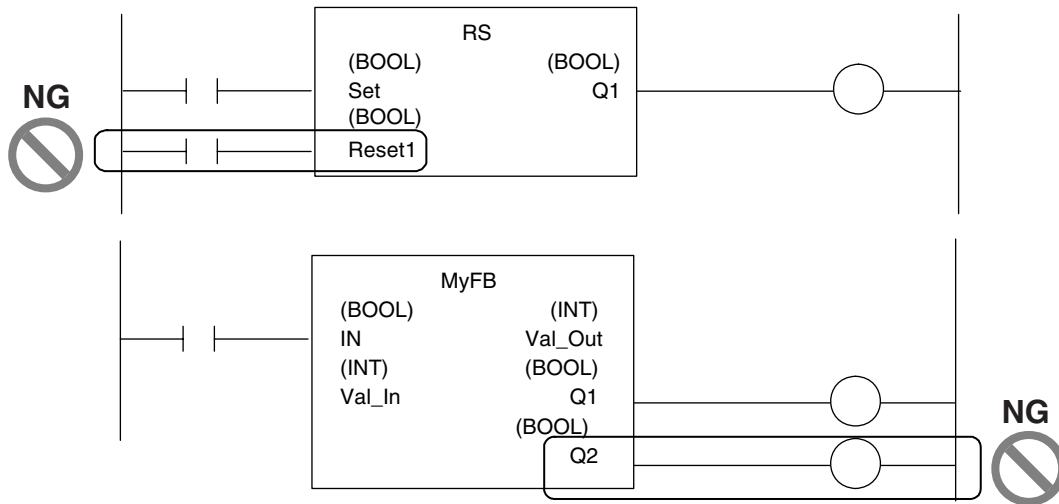 RS
(BOOL) (BOOL)
NG
Set Q1
(BOOL)
Reset1
MyFB
(BOOL) (INT)
IN Val_Out
(INT) (BOOL)
Val_In Q1
(BOOL)
Q2
NG